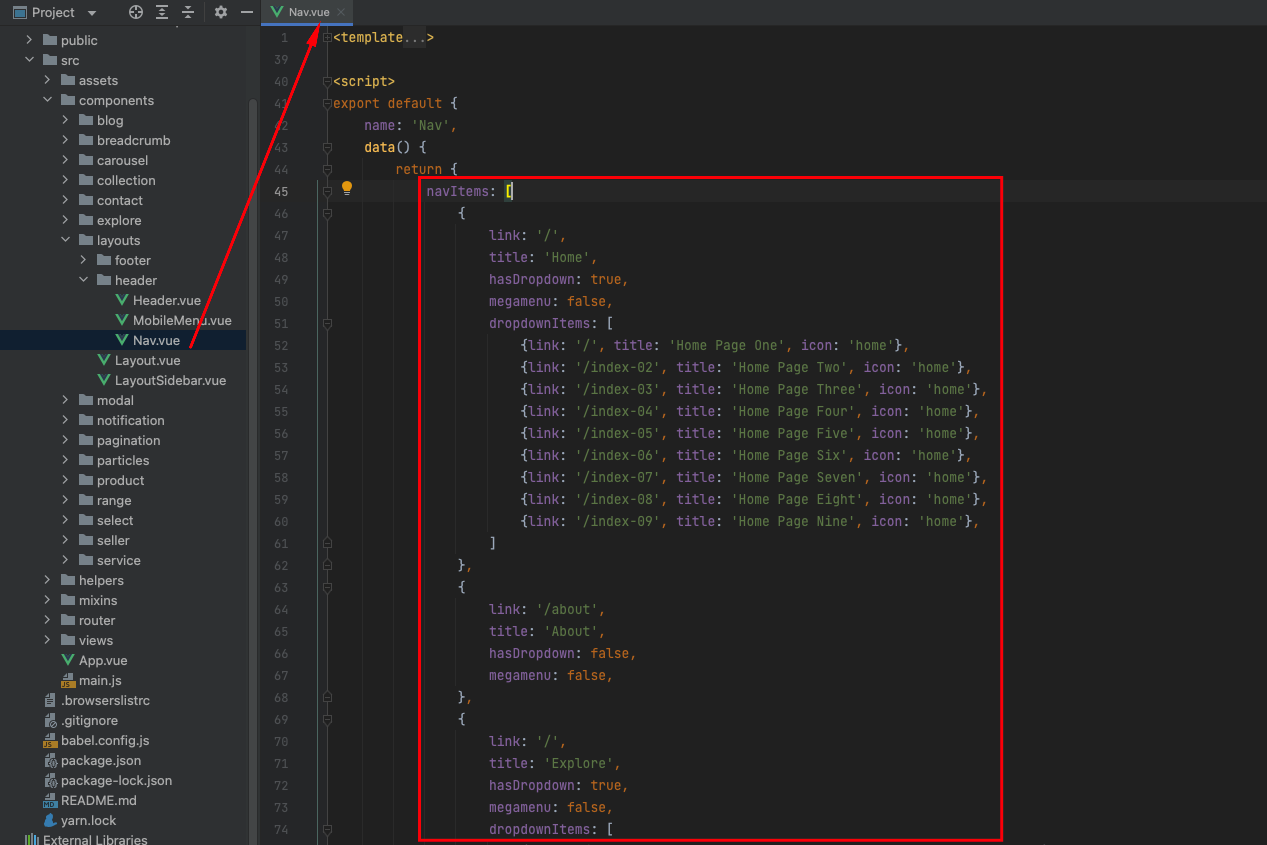 Project
public
src
assets
components
blog
breadcrumb
carousel
collection
contact
explore
layouts
footer
header
Header.vue
MobileMenu.vue
Nav.vue
Layout.vue
LayoutSidebar.vue
modal
notification
pagination
particles
product
range
select
seller
service
helpers
mixins
router
views
App.vue
main.js
.browserslistrc
.gitignore
babel.config.js
package.json
package-lock.json
README.md
yarn.lock
External Libraries
Nav.vue
1 <template...>
39
40 <script>
41 export default {
42 name: 'Nav',
43 data() {
44 return {
45 navItems: [
46 {
47 link: '/',
48 title: 'Home',
49 hasDropdown: true,
50 megamenu: false,
51 dropdownItems: [
52 {link: '/', title: 'Home Page One', icon: 'home'},
53 {link: '/index-02', title: 'Home Page Two', icon: 'home'},
54 {link: '/index-03', title: 'Home Page Three', icon: 'home'},
55 {link: '/index-04', title: 'Home Page Four', icon: 'home'},
56 {link: '/index-05', title: 'Home Page Five', icon: 'home'},
57 {link: '/index-06', title: 'Home Page Six', icon: 'home'},
58 {link: '/index-07', title: 'Home Page Seven', icon: 'home'},
59 {link: '/index-08', title: 'Home Page Eight', icon: 'home'},
60 {link: '/index-09', title: 'Home Page Nine', icon: 'home'},
61 ]
62 },
63 {
64 link: '/about',
65 title: 'About',
66 hasDropdown: false,
67 megamenu: false,
68 },
69 {
70 link: '/',
71 title: 'Explore',
72 hasDropdown: true,
73 megamenu: false,
74 dropdownItems: [